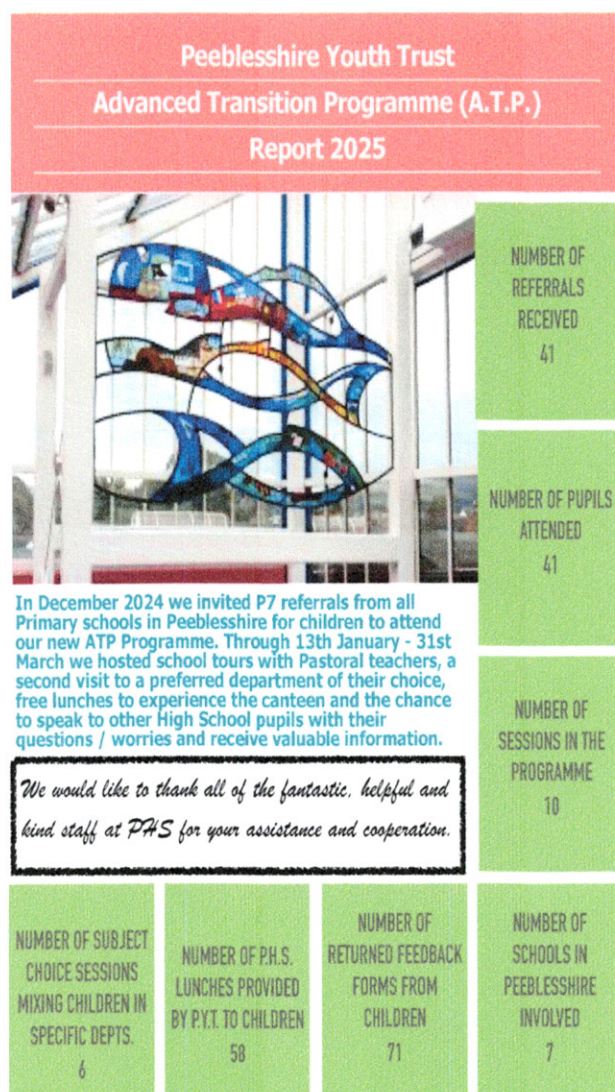 Peeblesshire Youth Trust
Advanced Transition Programme (A.T.P.)
Report 2025
NUMBER OF
REFERRALS
RECEIVED
41
NUMBER OF PUPILS
ATTENDED
41
In December 2024 we invited P7 referrals from all
Primary schools in Peeblesshire for children to attend
our new ATP Programme. Through 13th January - 31st
March we hosted school tours with Pastoral teachers, a
second visit to a preferred department of their choice,
free lunches to experience the canteen and the chance
to speak to other High School pupils with their
questions / worries and receive valuable information.
NUMBER OF
SESSIONS IN THE
PROGRAMME
10
We would like to thank all of the fantastic, helpful and
kind staff at PHS for your assistance and cooperation.
NUMBER OF SUBJECT
CHOICE SESSIONS
MIXING CHILDREN IN
SPECIFIC DEPTS.
6
NUMBER OF P.H.S.
LUNCHES PROVIDED
BY P.Y.T. TO CHILDREN
58
NUMBER OF
RETURNED FEEDBACK
FORMS FROM
CHILDREN
71
NUMBER OF
SCHOOLS IN
PEEBLESSHIRE
INVOLVED
7